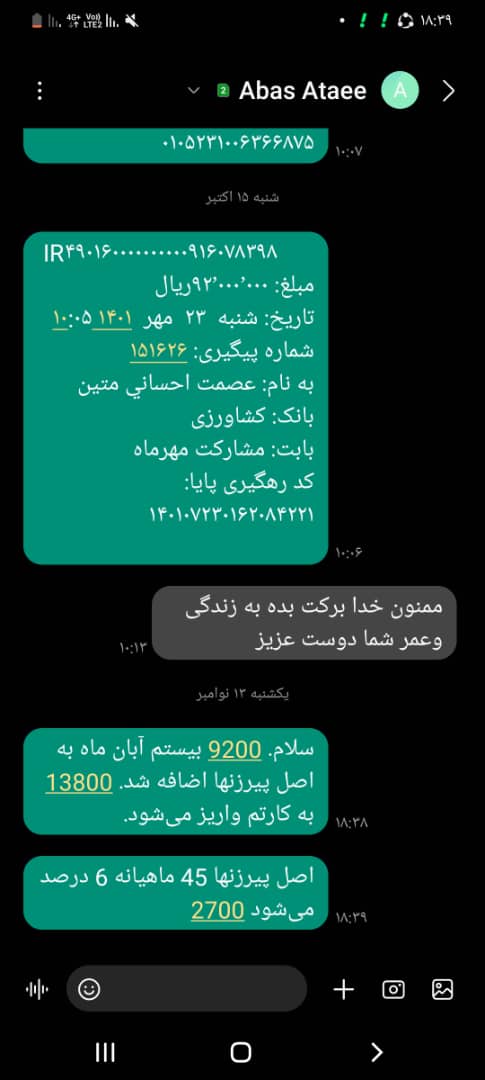 4G+ Vo)) LTE2
۱۸:۳۹
2 Abas Ataee
A
۰۱۰۵۲۳۱۰۰۶۳۶۶۸۷۵
۱۰:۰۷
شنبه ۱۵ اکتبر
IR۴۹۰۱۶۰۰۰۰۰۰۰۰۰۰۹۱۶۰۷۸۳۹۸
مبلغ: ۹۲٬۰۰۰٬۰۰۰ریال
تاریخ: شنبه ۲۳ مهر ۱۴۰۱ ۱۰:۰۵
شماره پیگیری: ۱۵۱۶۲۶
به نام: عصمت احساني متین
بانک: کشاورزی
بابت: مشارکت مهرماه
کد رهگیری پایا:
۱۴۰۱۰۷۲۳۰۱۶۲۰۸۴۲۲۱
۱۰:۰۶
ممنون خدا برکت بده به زندگی
وعمر شما دوست عزیز
۱۰:۱۳
یکشنبه ۱۳ نوامبر
سلام. 9200 بیستم آبان ماه به
اصل پیرزنها اضافه شد. 13800
به کارتم واریز می‌شود.
۱۸:۳۸
اصل پیرزنها 45 ماهیانه 6 درصد
می‌شود 2700
۱۸:۳۹